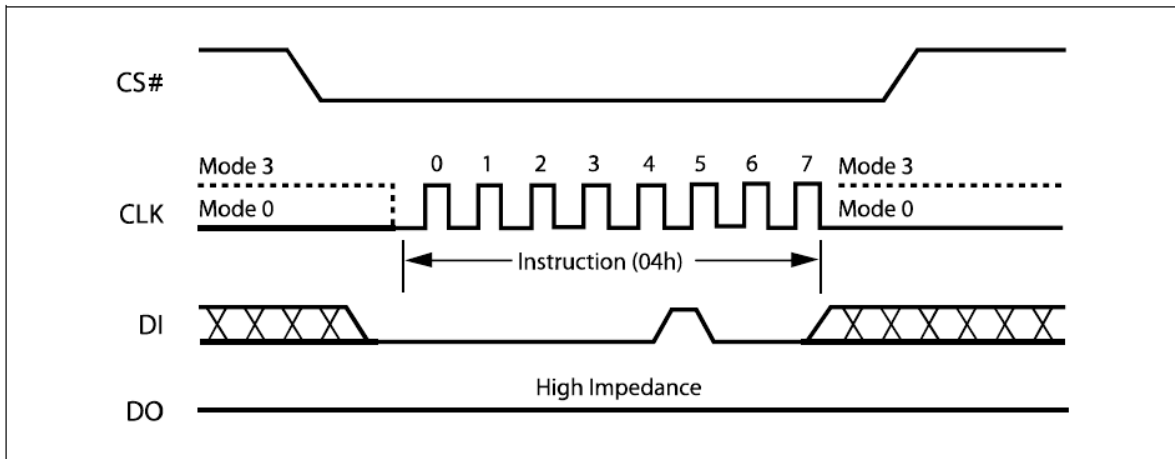 CS#
Mode 3
0 1 2 3 4 5 6 7
Mode 3
CLK
Mode 0
Mode 0
Instruction (04h)
DI
High Impedance
DO